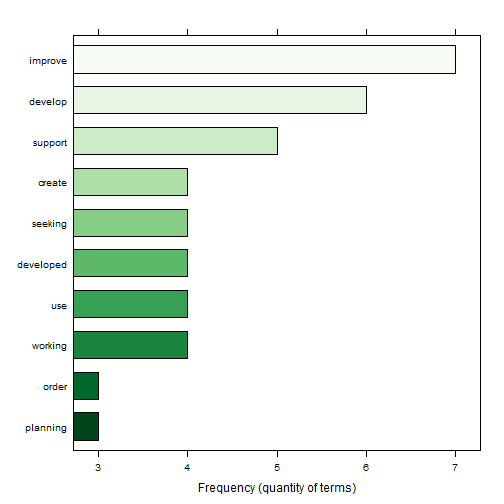 improve
develop
support
create
seeking
developed
use
working
order
planning
3 4 5 6 7
Frequency (quantity of terms)